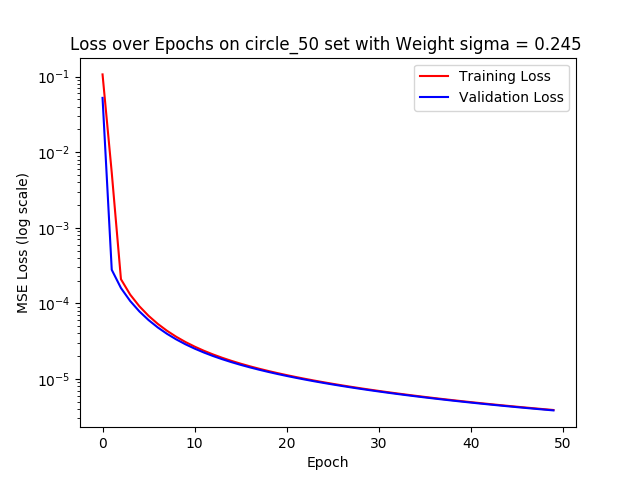 Loss over Epochs on circle_50 set with Weight sigma = 0.245
Training Loss
Validation Loss
MSE Loss (log scale)
10⁻¹
10⁻²
10⁻³
10⁻⁴
10⁻⁵
0 10 20 30 40 50
Epoch